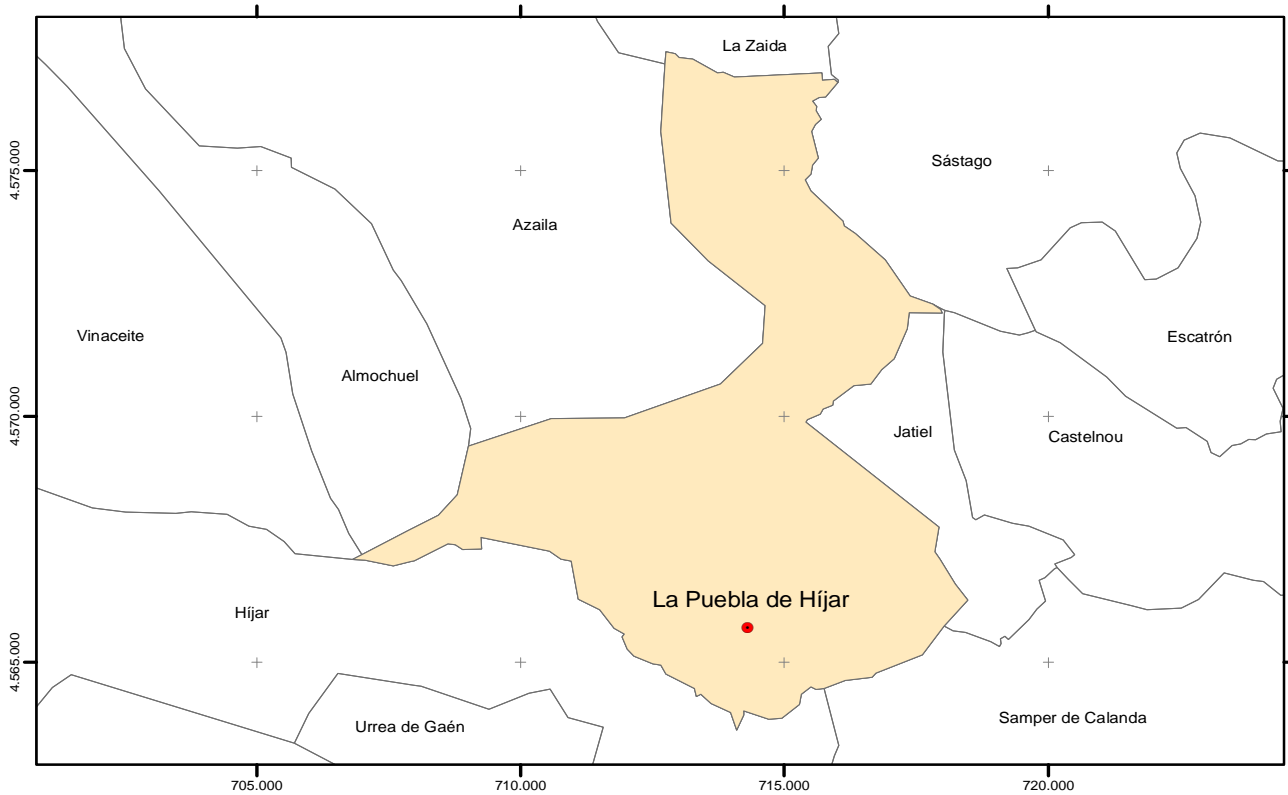 La Zaida
4.575.000
Sástago
Azaila
Vinaceite
Escatrón
Almochuel
4.570.000
Jatiel
Castelnou
La Puebla de Híjar
Híjar
4.565.000
Samper de Calanda
Urrea de Gaén
705.000
710.000
715.000
720.000